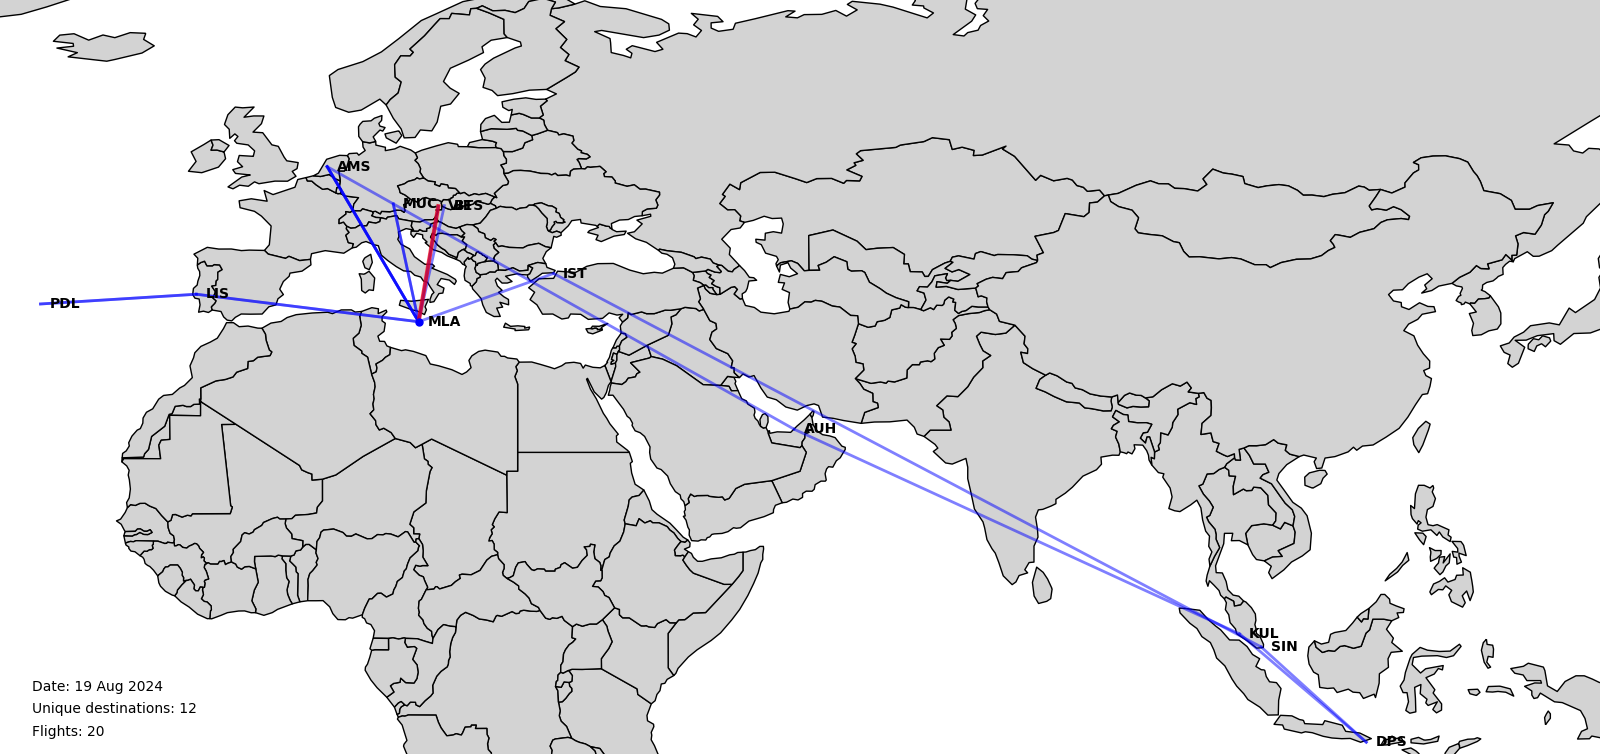 AMS
MUC
BTS
IST
LIS
PDL
MLA
AUH
KUL
SIN
DPS
Date: 19 Aug 2024
Unique destinations: 12
Flights: 20